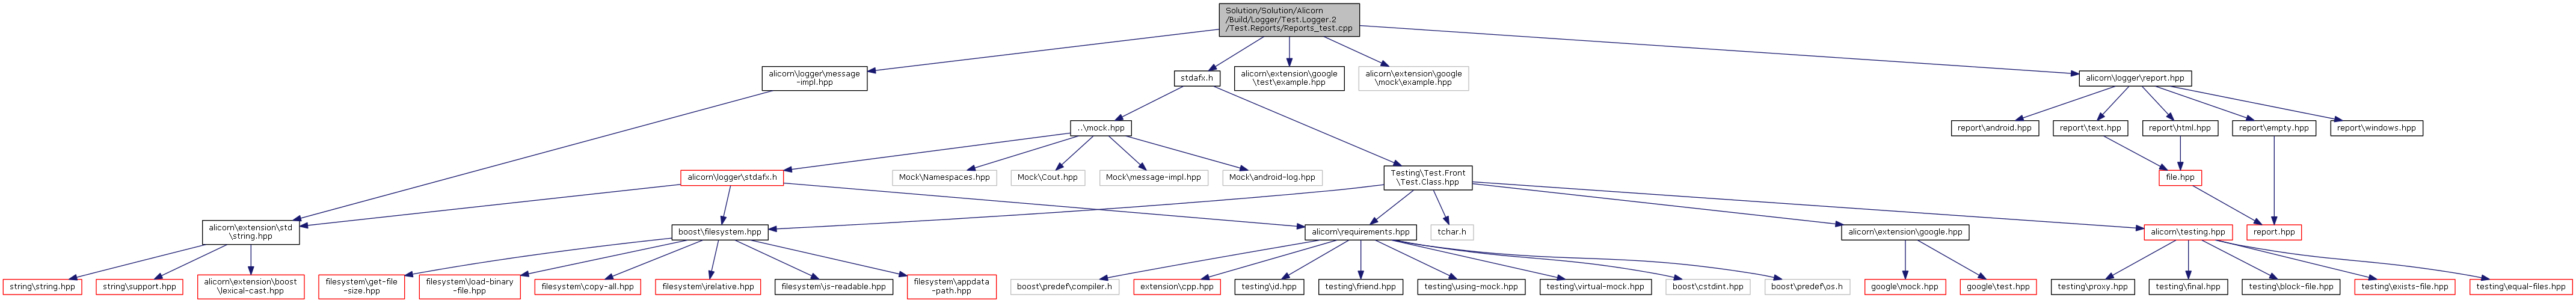 Solution/Solution/Alicorn
/Build/Logger/Test.Logger.2
/Test.Reports/Reports_test.cpp
alicorn\logger\message
-impl.hpp
stdafx.h
alicorn\extension\google
\test\example.hpp
alicorn\extension\google
\mock\example.hpp
alicorn\logger\report.hpp
..\mock.hpp
report\android.hpp
report\text.hpp
report\html.hpp
report\empty.hpp
report\windows.hpp
alicorn\logger\stdafx.h
Mock\Namespaces.hpp
Mock\Cout.hpp
Mock\message-impl.hpp
Mock\android-log.hpp
Testing\Test.Front
\Test.Class.hpp
file.hpp
alicorn\extension\std
\string.hpp
boost\filesystem.hpp
alicorn\requirements.hpp
tchar.h
alicorn\extension\google.hpp
alicorn\testing.hpp
report.hpp
string\string.hpp
string\support.hpp
alicorn\extension\boost
\lexical-cast.hpp
filesystem\get-file
-size.hpp
filesystem\load-binary
-file.hpp
filesystem\copy-all.hpp
filesystem\irelative.hpp
filesystem\is-readable.hpp
filesystem\appdata
-path.hpp
boost\predef\compiler.h
extension\cpp.hpp
testing\id.hpp
testing\friend.hpp
testing\using-mock.hpp
testing\virtual-mock.hpp
boost\cstdint.hpp
boost\predef\os.h
google\mock.hpp
google\test.hpp
testing\proxy.hpp
testing\final.hpp
testing\block-file.hpp
testing\exists-file.hpp
testing\equal-files.hpp